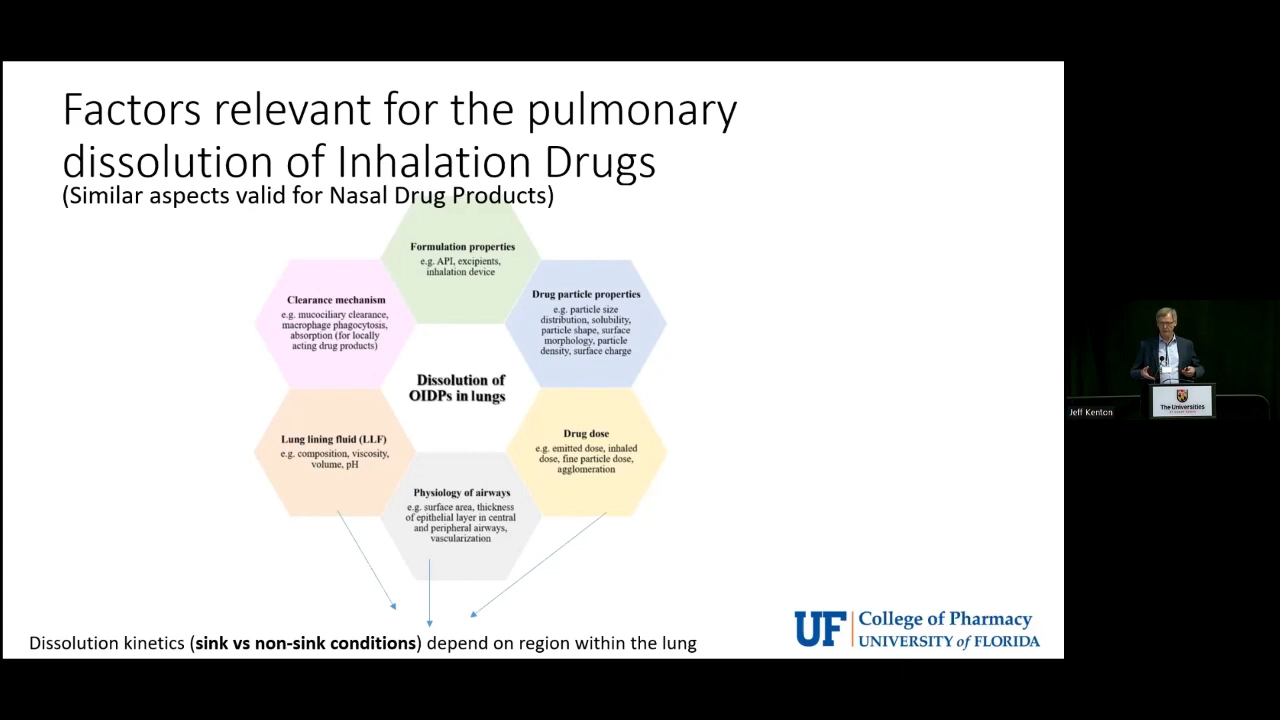 Factors relevant for the pulmonary
dissolution of Inhalation Drugs
(Similar aspects valid for Nasal Drug Products)
Formulation properties
e.g. API, excipients,
inhalation device
Clearance mechanism
e.g. mucociliary clearance,
macrophage phagocytosis,
absorption (for locally
acting drug products)
Drug particle properties
e.g. particle size
distribution, solubility,
particle shape, surface
morphology, particle
density, surface charge
Dissolution of
OIDPs in lungs
Lung lining fluid (LLF)
e.g. composition, viscosity,
volume, pH
Drug dose
e.g. emitted dose, inhaled
dose, fine particle dose,
agglomeration
Physiology of airways
e.g. surface area, thickness
of epithelial layer in central
and peripheral airways,
vascularization
Dissolution kinetics (sink vs non-sink conditions) depend on region within the lung
UF College of Pharmacy
UNIVERSITY of FLORIDA
Jeff Kenton
The Universities